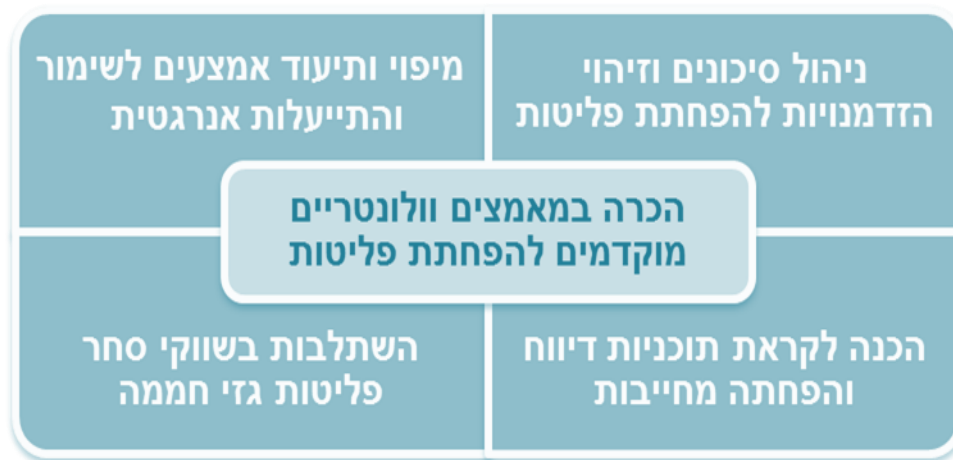 ניהול סיכונים וזיהוי
הזדמנויות להפחתת פליטות
מיפוי ותיעוד אמצעים לשימור
והתייעלות אנרגטית
הכרה במאמצים וולונטריים
מוקדמים להפחתת פליטות
הכנה לקראת תוכניות דיווח
והפחתה מחייבות
השתלבות בשווקי סחר
פליטות גזי חממה